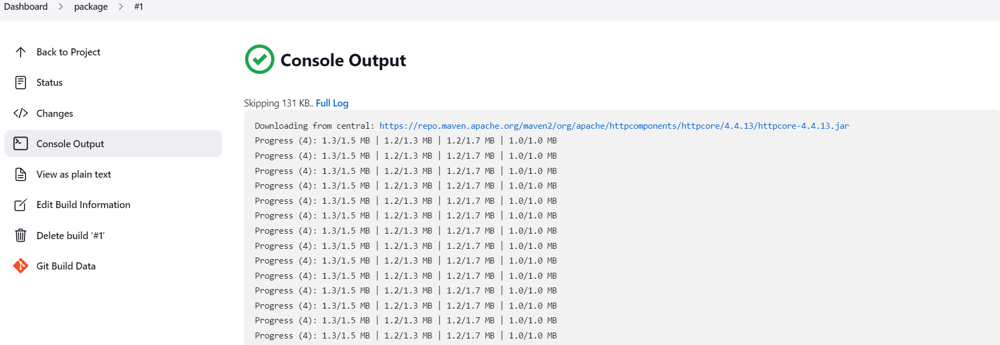 Dashboard > package > #1
Back to Project
Status
Changes
Console Output
View as plain text
Edit Build Information
Delete build ‘#1’
Git Build Data
Console Output
Skipping 131 KB.. Full Log
Downloading from central: https://repo.maven.apache.org/maven2/org/apache/httpcomponents/httpcore/4.4.13/httpcore-4.4.13.jar
Progress (4): 1.3/1.5 MB | 1.2/1.3 MB | 1.2/1.7 MB | 1.0/1.0 MB
Progress (4): 1.3/1.5 MB | 1.2/1.3 MB | 1.2/1.7 MB | 1.0/1.0 MB
Progress (4): 1.3/1.5 MB | 1.2/1.3 MB | 1.2/1.7 MB | 1.0/1.0 MB
Progress (4): 1.3/1.5 MB | 1.2/1.3 MB | 1.2/1.7 MB | 1.0/1.0 MB
Progress (4): 1.3/1.5 MB | 1.2/1.3 MB | 1.2/1.7 MB | 1.0/1.0 MB
Progress (4): 1.3/1.5 MB | 1.2/1.3 MB | 1.2/1.7 MB | 1.0/1.0 MB
Progress (4): 1.3/1.5 MB | 1.2/1.3 MB | 1.2/1.7 MB | 1.0/1.0 MB
Progress (4): 1.3/1.5 MB | 1.2/1.3 MB | 1.2/1.7 MB | 1.0/1.0 MB
Progress (4): 1.3/1.5 MB | 1.2/1.3 MB | 1.2/1.7 MB | 1.0/1.0 MB
Progress (4): 1.3/1.5 MB | 1.2/1.3 MB | 1.2/1.7 MB | 1.0/1.0 MB
Progress (4): 1.3/1.5 MB | 1.2/1.3 MB | 1.2/1.7 MB | 1.0/1.0 MB
Progress (4): 1.3/1.5 MB | 1.2/1.3 MB | 1.2/1.7 MB | 1.0/1.0 MB
Progress (4): 1.3/1.5 MB | 1.2/1.3 MB | 1.2/1.7 MB | 1.0/1.0 MB
Progress (4): 1.3/1.5 MB | 1.2/1.3 MB | 1.2/1.7 MB | 1.0/1.0 MB